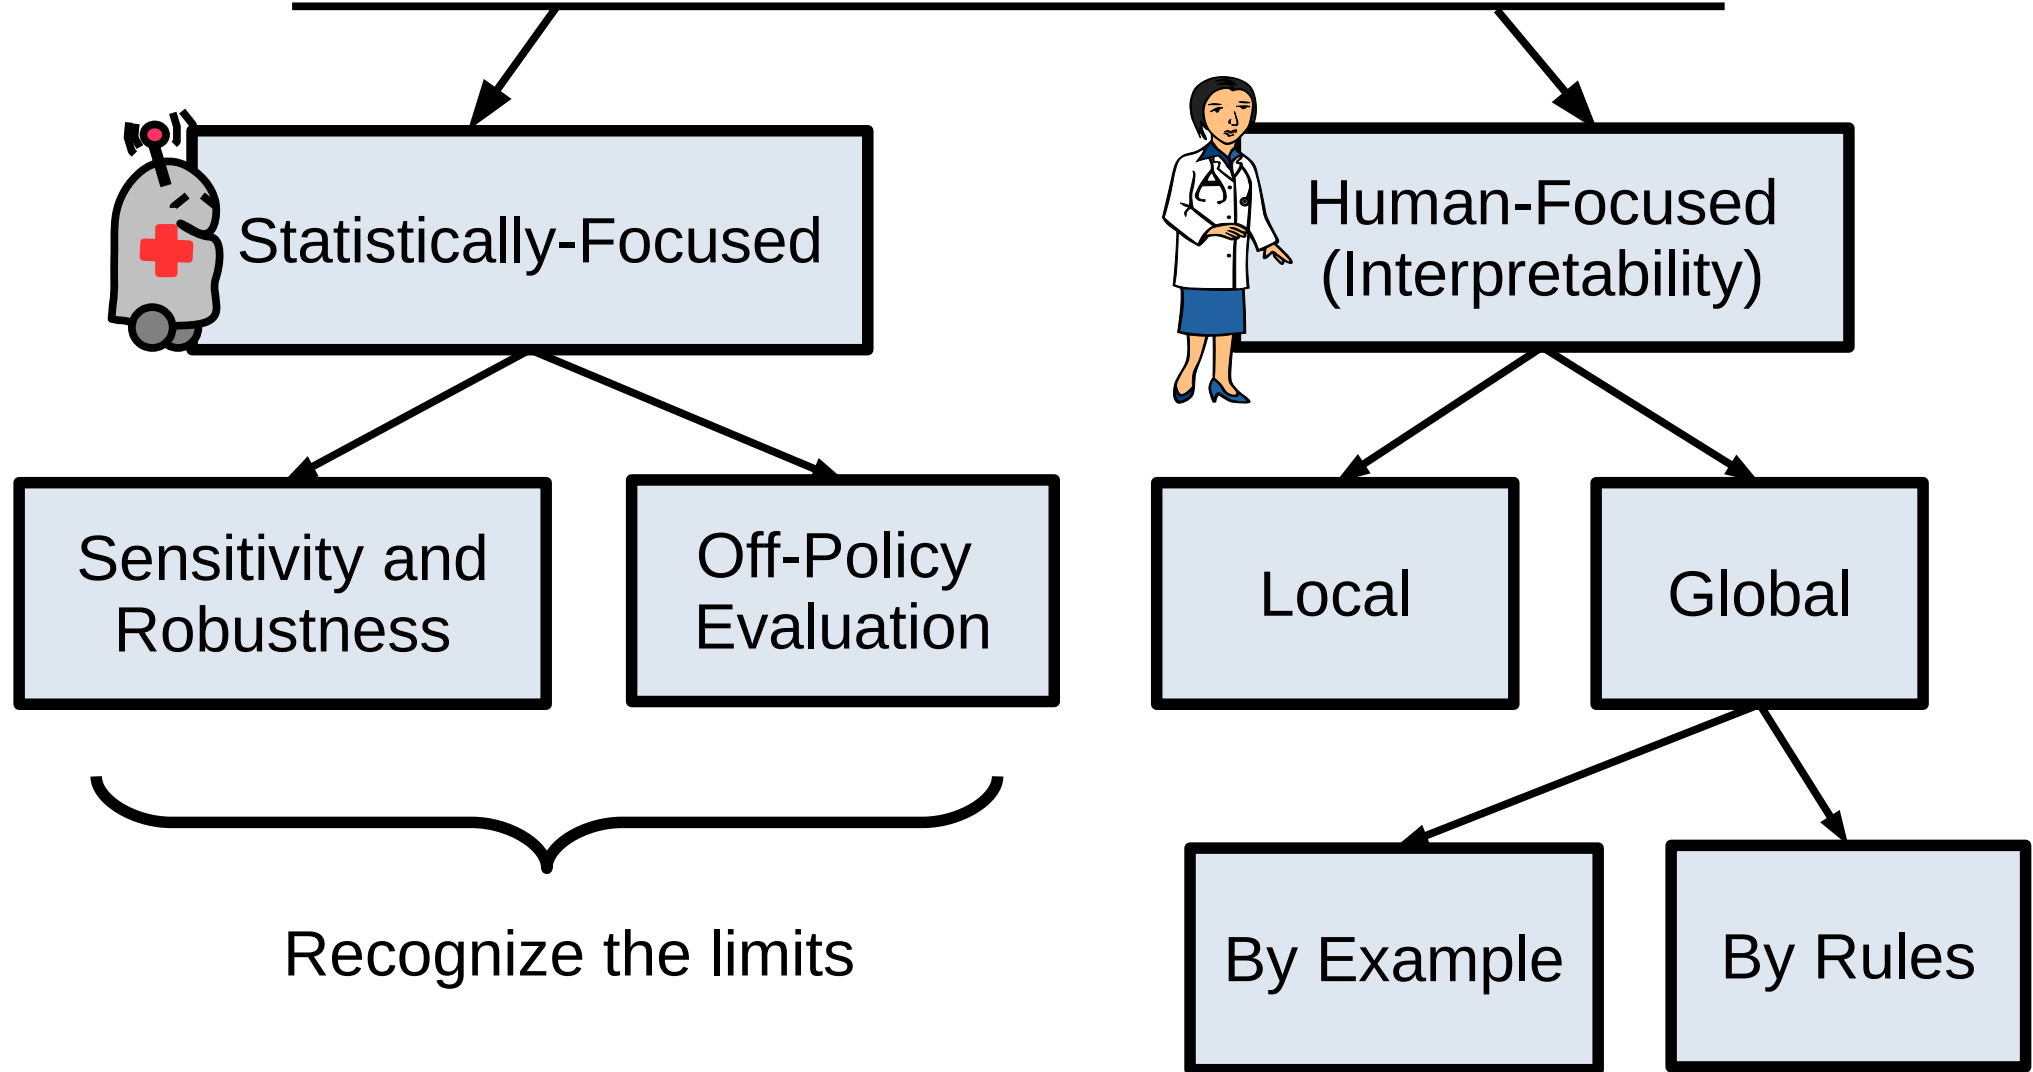 Statistically-Focused
Human-Focused
(Interpretability)
Sensitivity and
Robustness
Off-Policy
Evaluation
Local
Global
Recognize the limits
By Example
By Rules